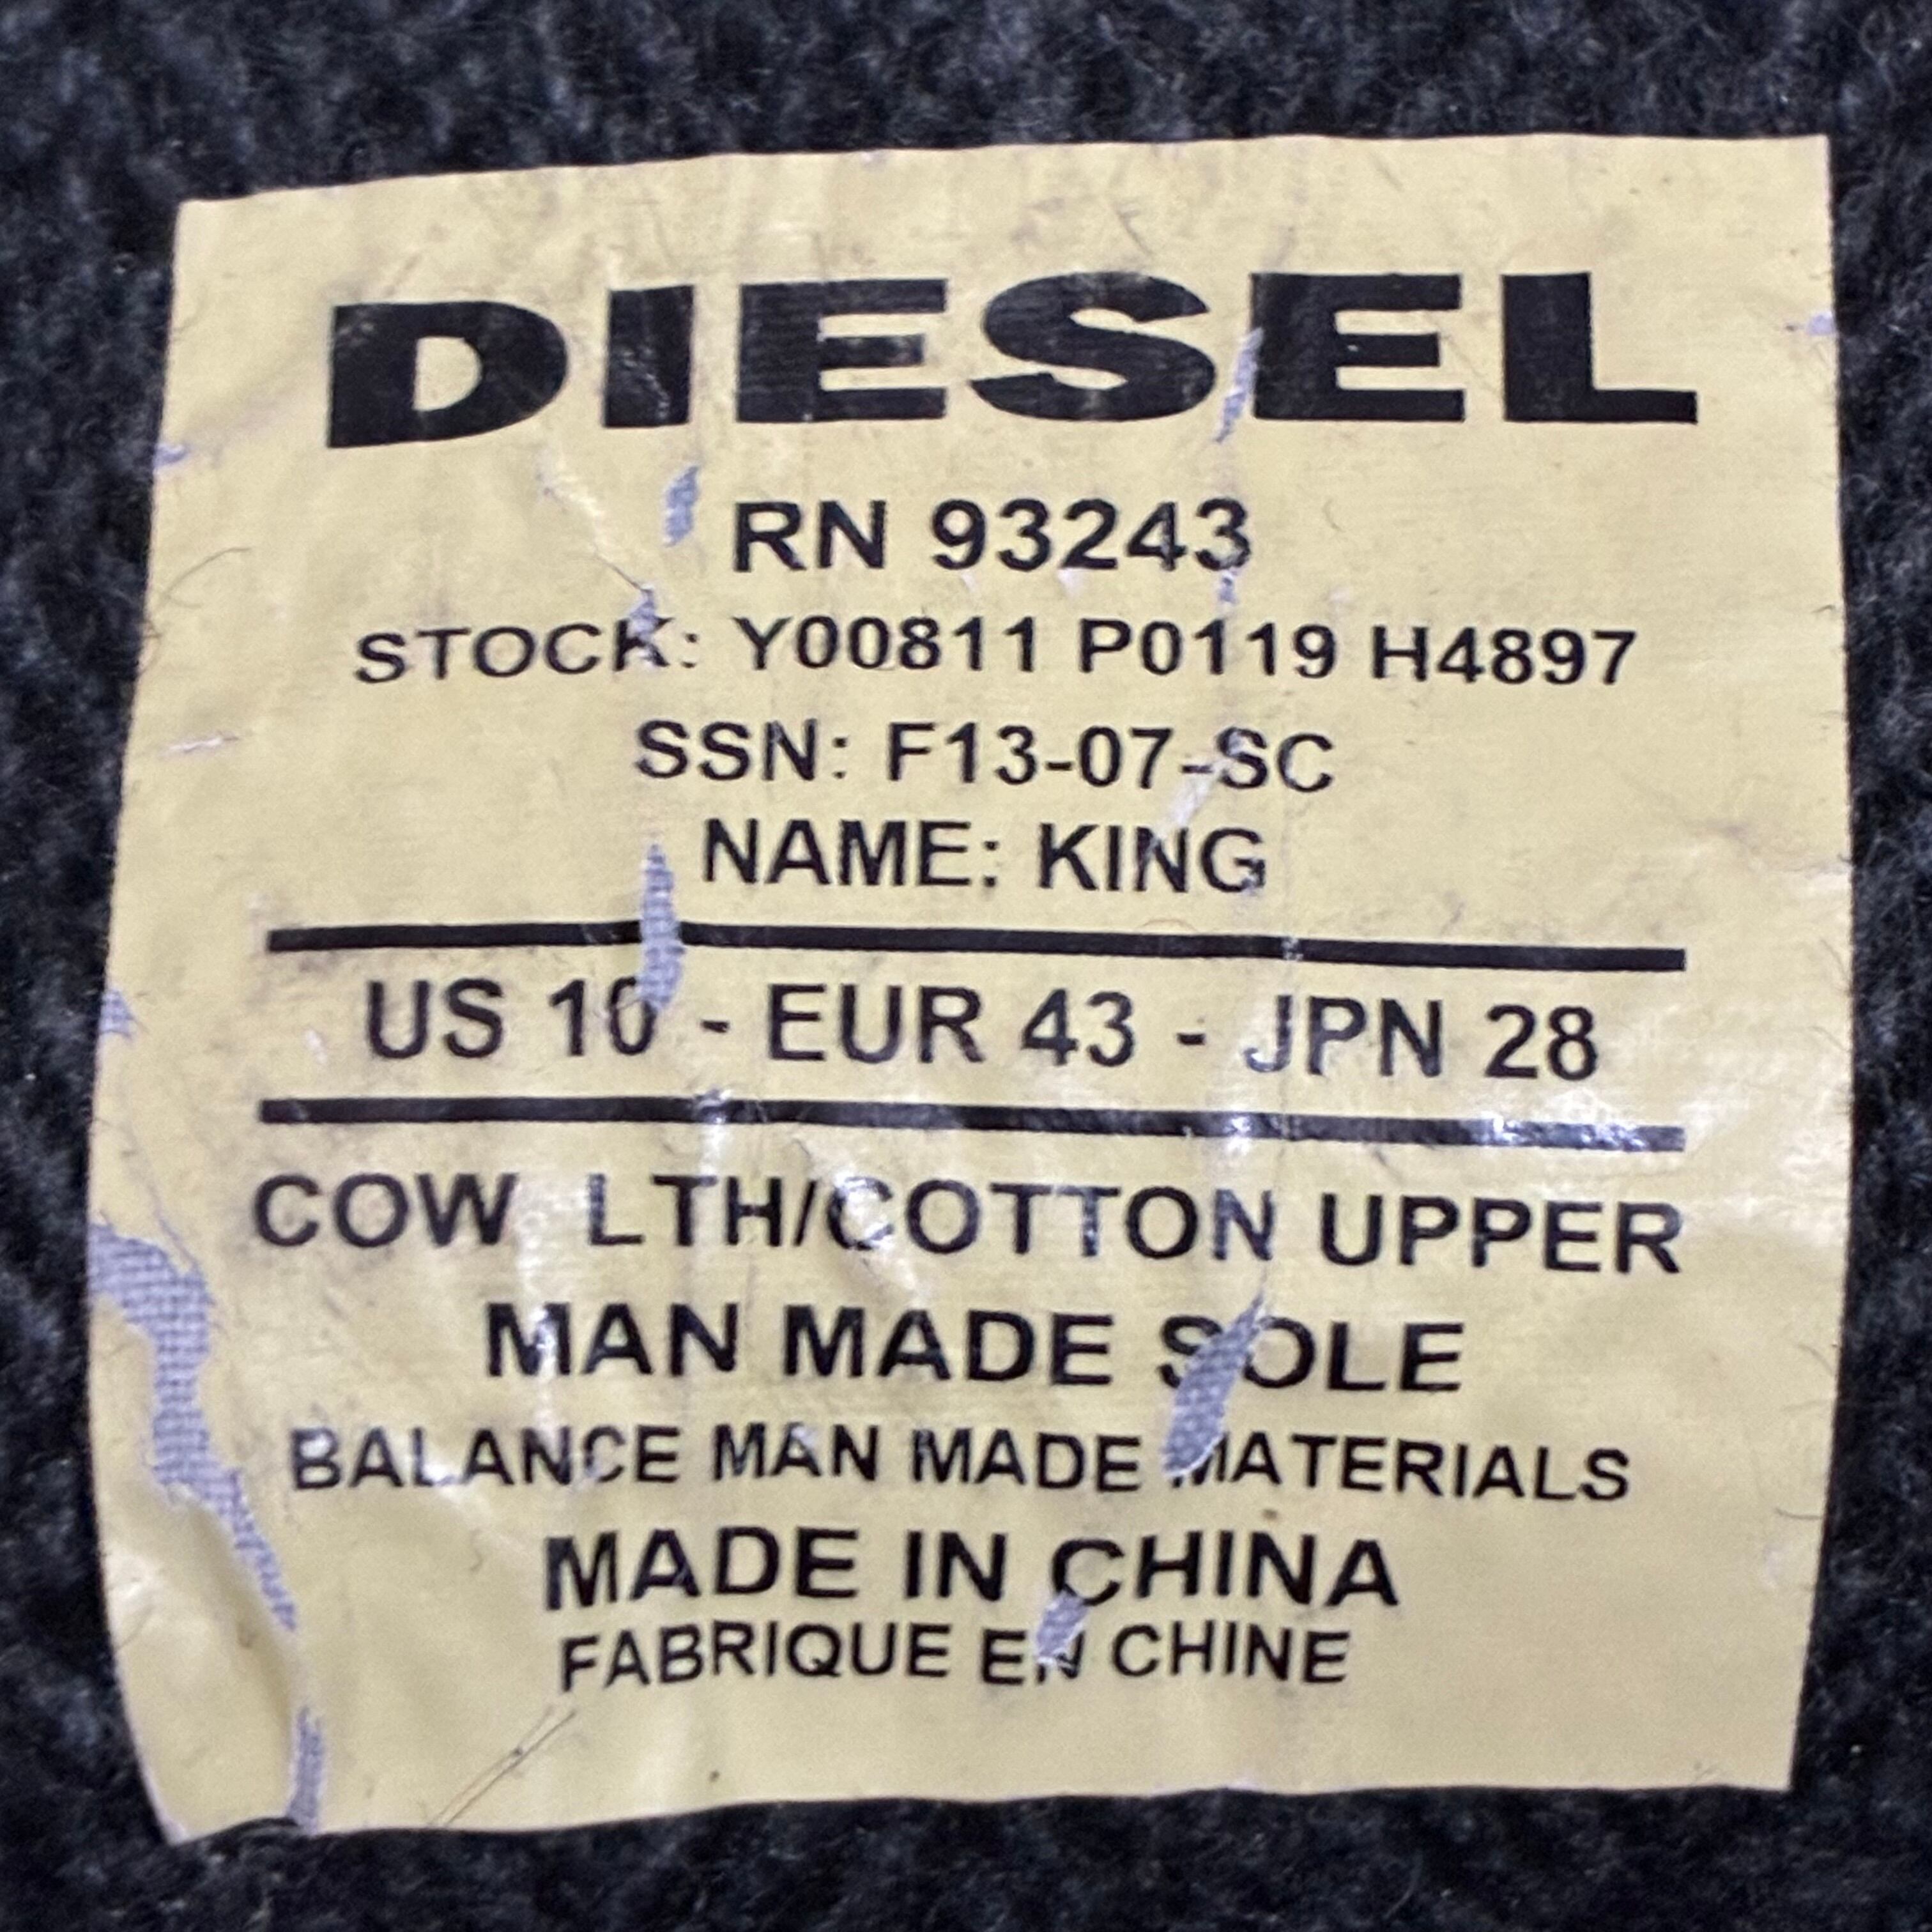 DIESEL
RN 93243
STOCK: Y00811 P0119 H4897
SSN: F13-07-SC
NAME: KING
US 10 - EUR 43 - JPN 28
COW LTH/COTTON UPPER
MAN MADE SOLE
BALANCE MAN MADE MATERIALS
MADE IN CHINA
FABRIQUE EN CHINE